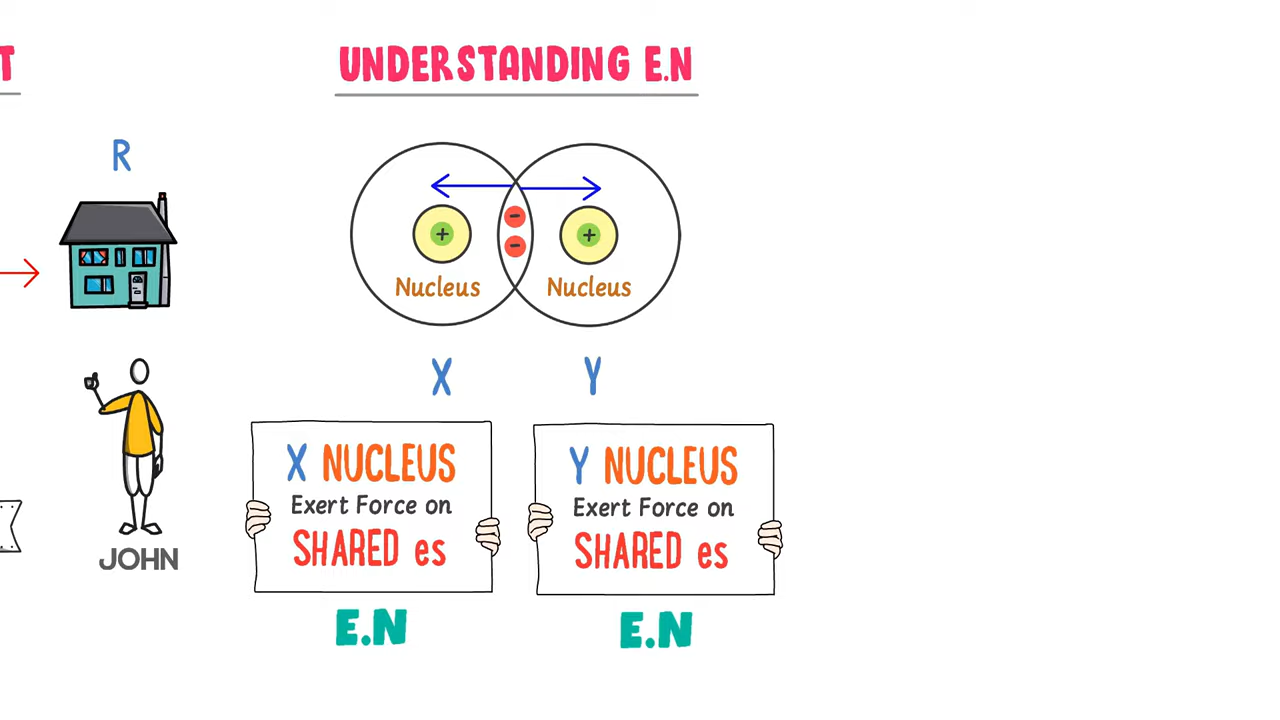 T
UNDERSTANDING E.N
R
+
-
-
+
Nucleus
Nucleus
X
Y
X NUCLEUS
Exert Force on
SHARED es
Y NUCLEUS
Exert Force on
SHARED es
JOHN
E.N
E.N